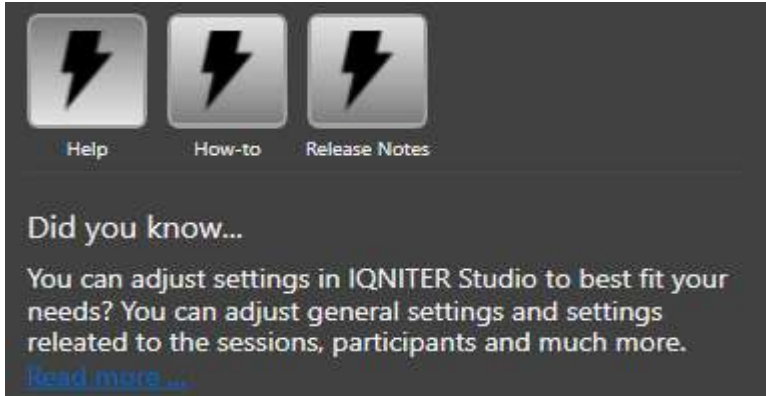 Help How-to Release Notes
Did you know...
You can adjust settings in IQNITER Studio to best fit your
needs? You can adjust general settings and settings
releated to the sessions, participants and much more.
Read more ...